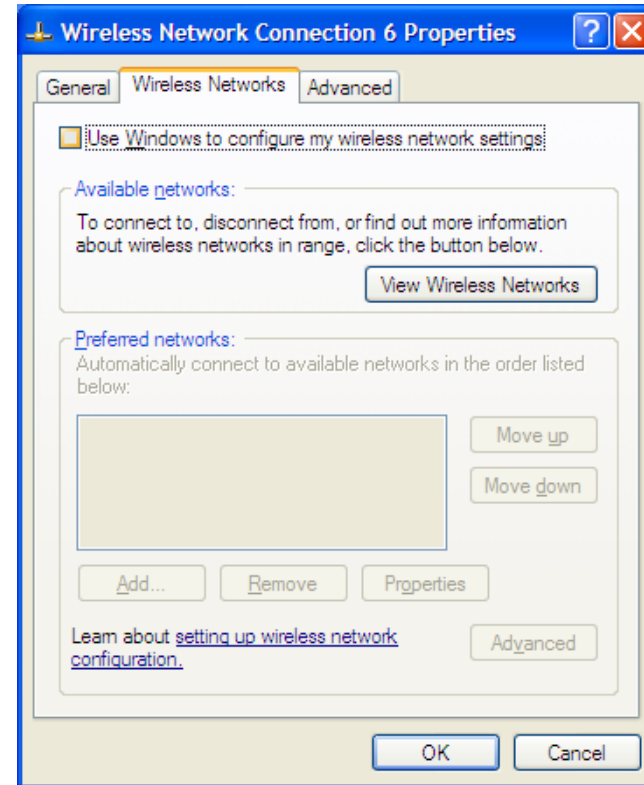 Wireless Network Connection 6 Properties
General Wireless Networks Advanced
Use Windows to configure my wireless network settings
Available networks:
To connect to, disconnect from, or find out more information
about wireless networks in range, click the button below.
View Wireless Networks
Preferred networks:
Automatically connect to available networks in the order listed
below:
Move up
Move down
Add... Remove Properties
Learn about setting up wireless network
configuration.
Advanced
OK Cancel